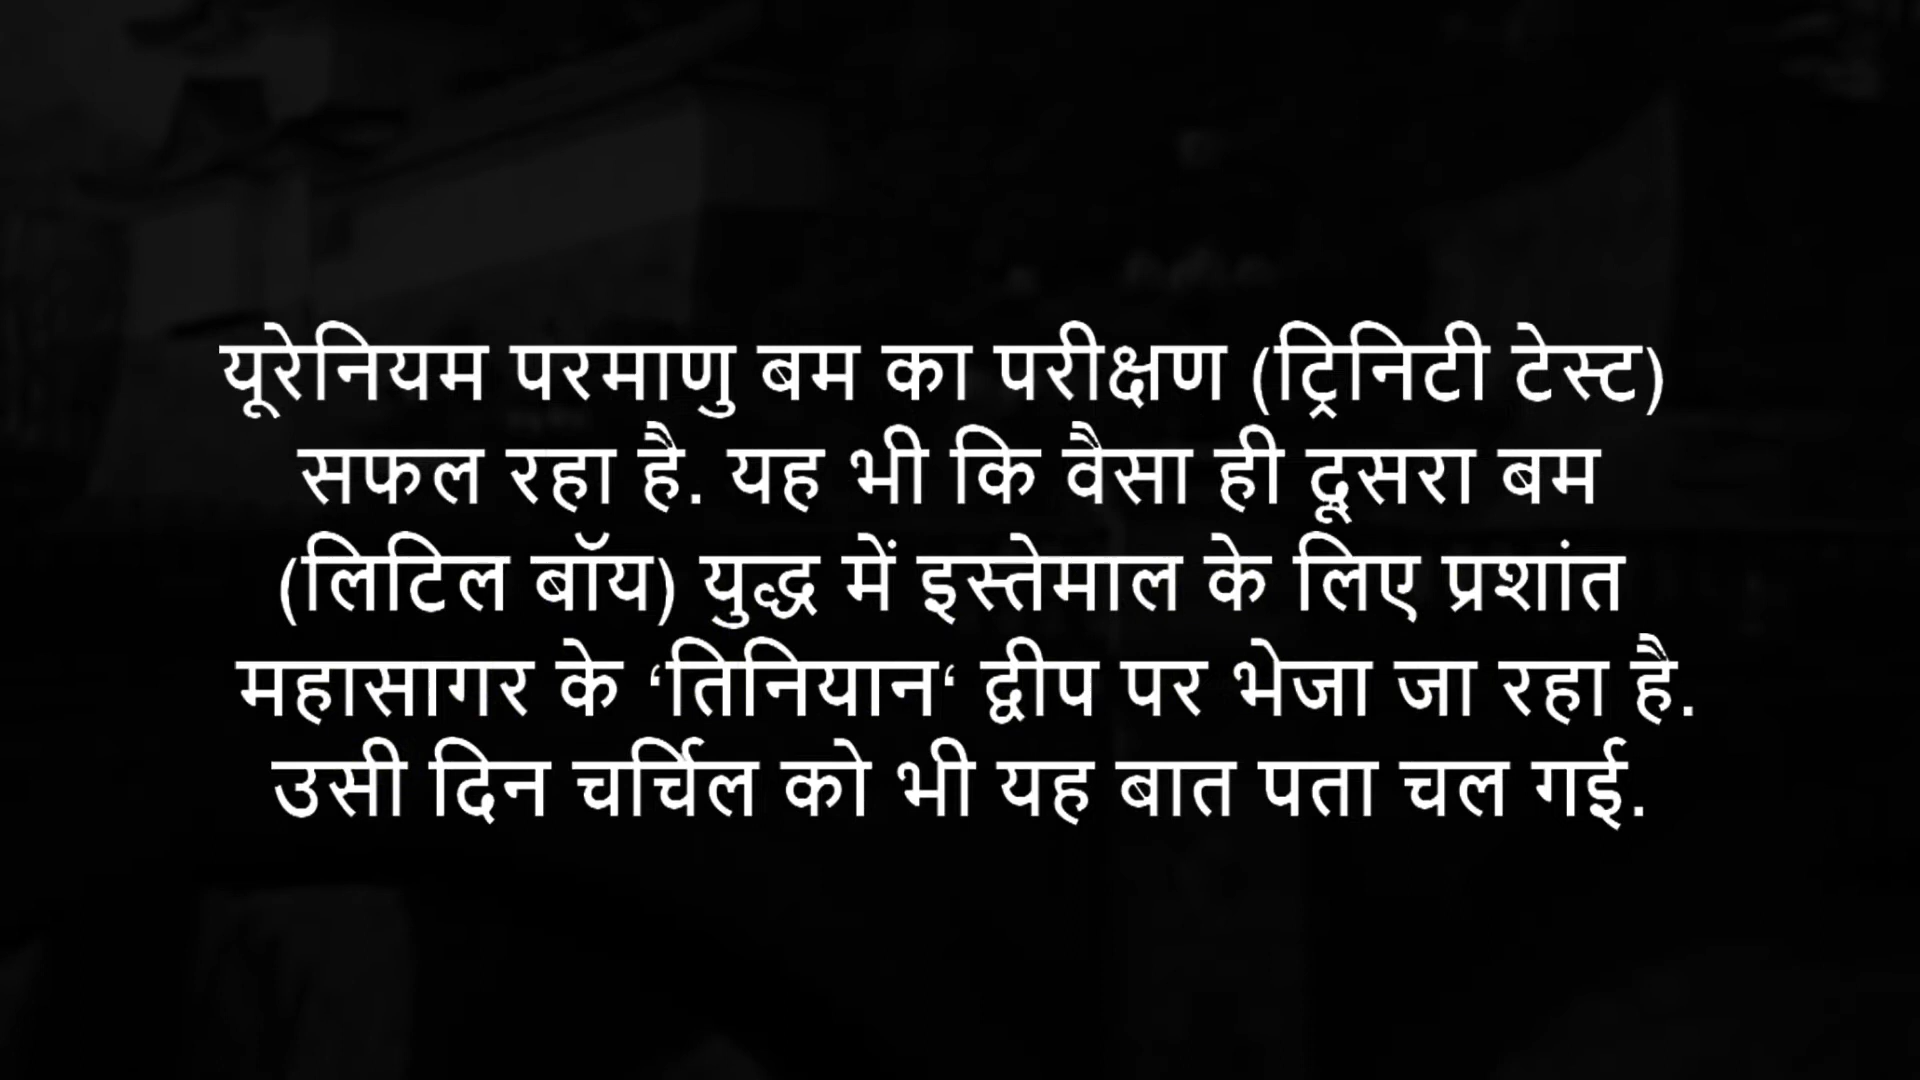 यूरेनियम परमाणु बम का परीक्षण (ट्रिनिटी टेस्ट)
सफल रहा है. यह भी कि वैसा ही दूसरा बम
(लिटिल बॉय) युद्ध में इस्तेमाल के लिए प्रशांत
महासागर के ‘तिनियान‘ द्वीप पर भेजा जा रहा है.
उसी दिन चर्चिल को भी यह बात पता चल गई.